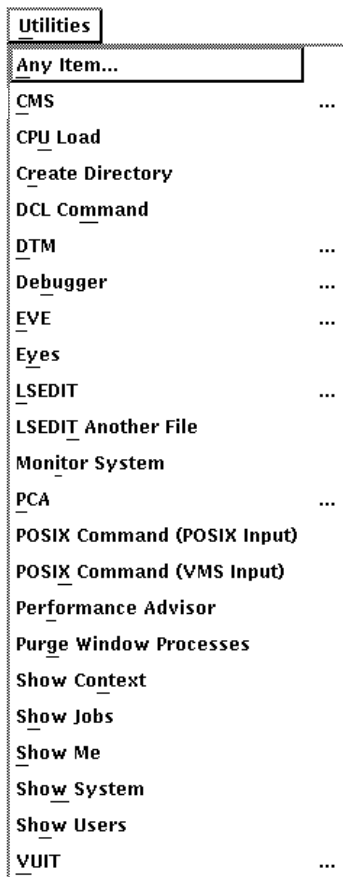 Utilities
Any Item...
CMS ...
CPU Load
Create Directory
DCL Command
DTM ...
Debugger ...
EVE ...
Eyes
LSEDIT ...
LSEDIT Another File
Monitor System
PCA ...
POSIX Command (POSIX Input)
POSIX Command (VMS Input)
Performance Advisor
Purge Window Processes
Show Context
Show Jobs
Show Me
Show System
Show Users
VUIT ...